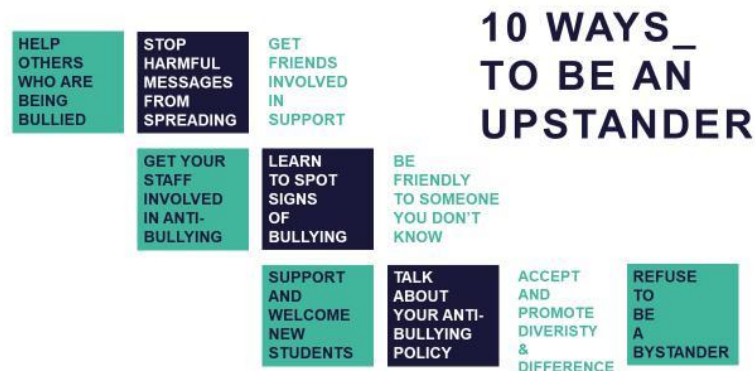 10 WAYS_
TO BE AN
UPSTANDER
HELP
OTHERS
WHO ARE
BEING
BULLIED
STOP
HARMFUL
MESSAGES
FROM
SPREADING
GET
FRIENDS
INVOLVED
IN
SUPPORT
GET YOUR
STAFF
INVOLVED
IN ANTI-
BULLYING
LEARN
TO SPOT
SIGNS
OF
BULLYING
BE
FRIENDLY
TO SOMEONE
YOU DON'T
KNOW
SUPPORT
AND
WELCOME
NEW
STUDENTS
TALK
ABOUT
YOUR ANTI-
BULLYING
POLICY
ACCEPT
AND
PROMOTE
DIVERISTY
&
DIFFERENCE
REFUSE
TO
BE
A
BYSTANDER